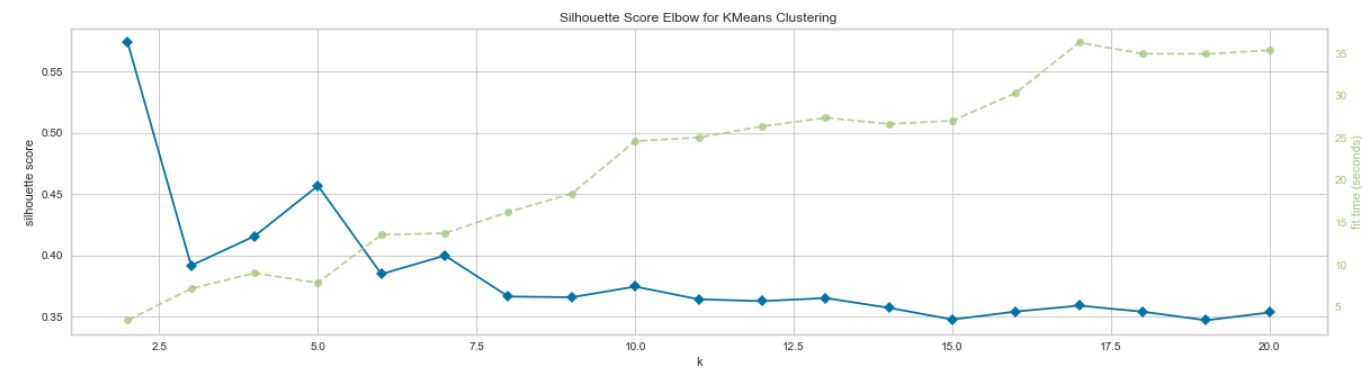 Silhouette Score Elbow for KMeans Clustering
silhouette score
0.55
0.50
0.45
0.40
0.35
2.5 5.0 7.5 10.0 12.5 15.0 17.5 20.0
k
35
30
25
20
15
10
5
fit time (seconds)